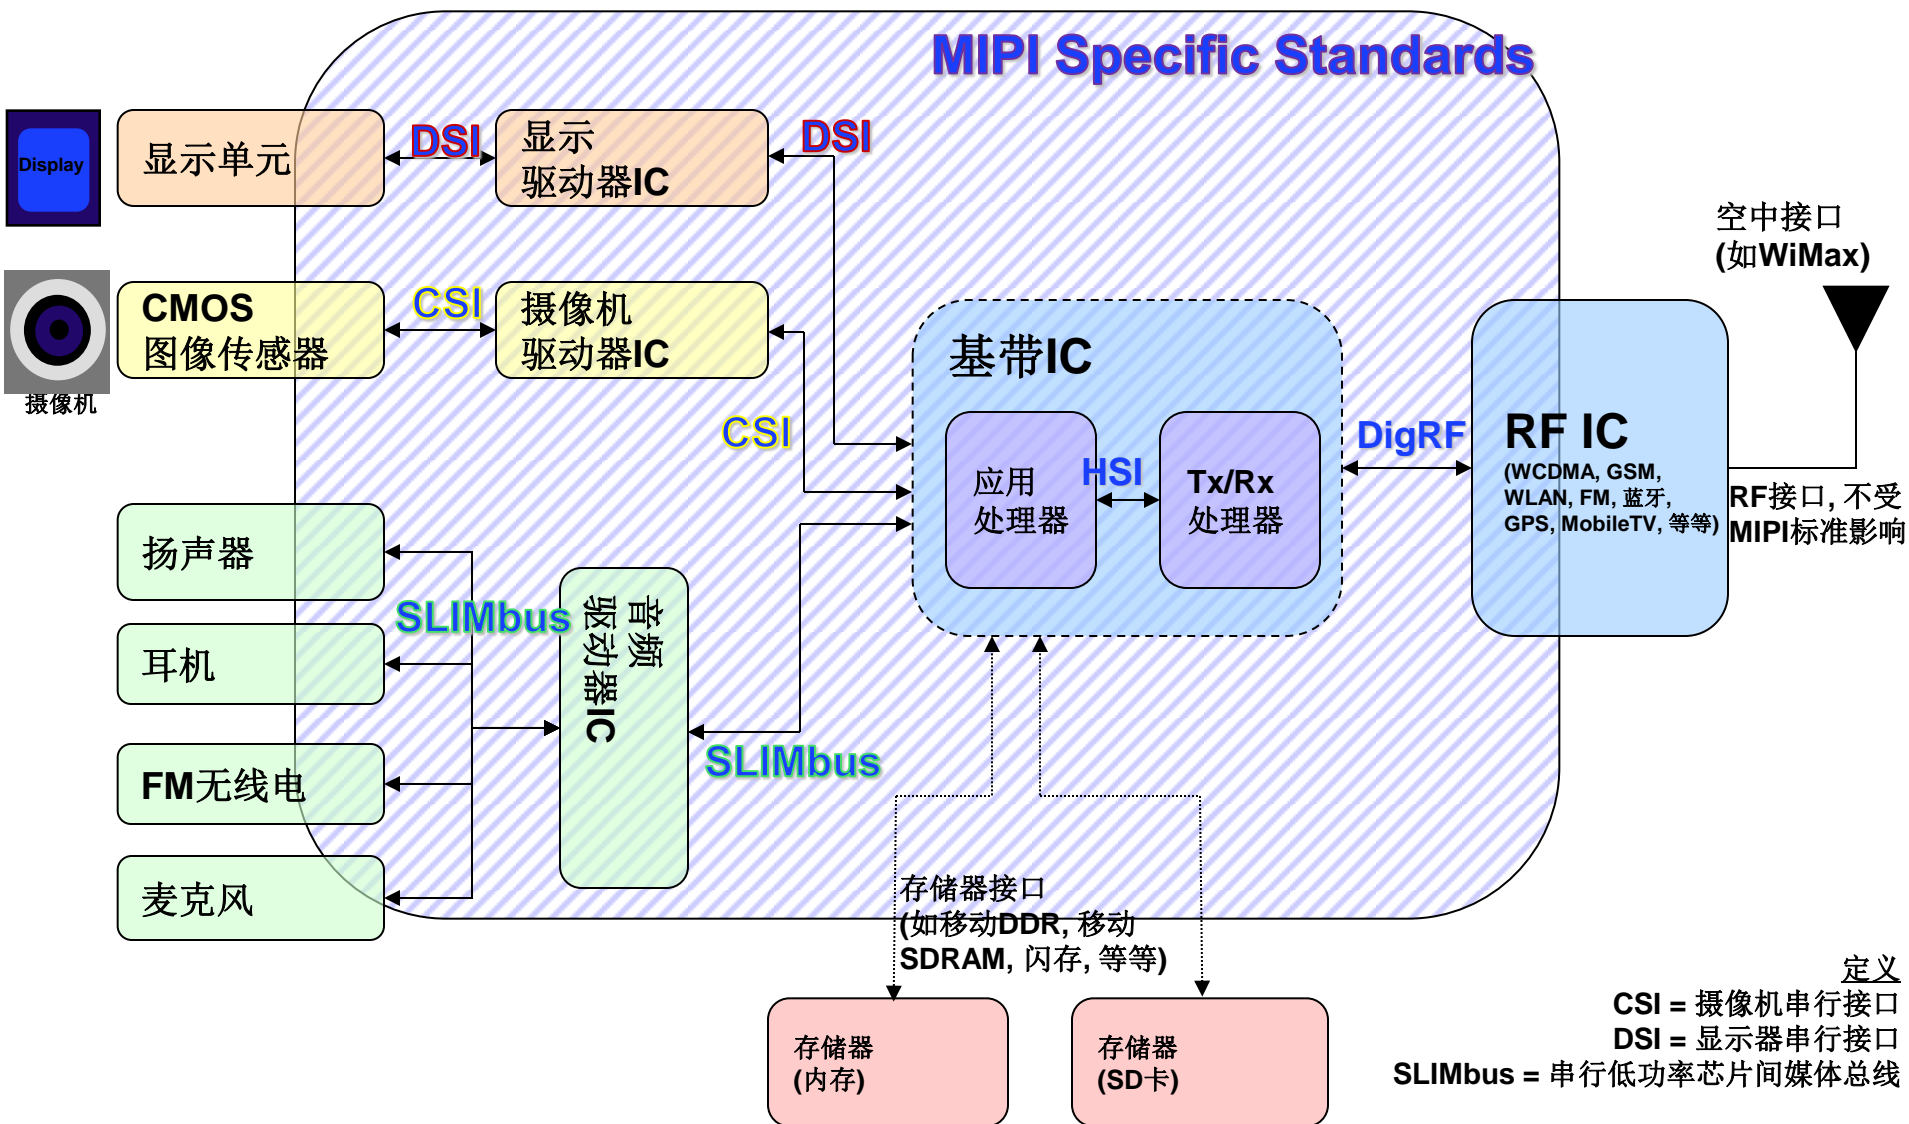 MIPI Specific Standards
Display
显示单元
DSI
显示
驱动器IC
DSI
摄像机
CMOS
图像传感器
CSI
摄像机
驱动器IC
CSI
空中接口
(如WiMax)
基带IC
应用
处理器
HSI
Tx/Rx
处理器
DigRF
RF IC
(WCDMA, GSM,
WLAN, FM, 蓝牙,
GPS, MobileTV, 等等)
RF接口, 不受
MIPI标准影响
扬声器
耳机
FM无线电
麦克风
SLIMbus
音频
驱动器IC
SLIMbus
存储器接口
(如移动DDR, 移动
SDRAM, 闪存, 等等)
存储器
(内存)
存储器
(SD卡)
定义
CSI = 摄像机串行接口
DSI = 显示器串行接口
SLIMbus = 串行低功率芯片间媒体总线